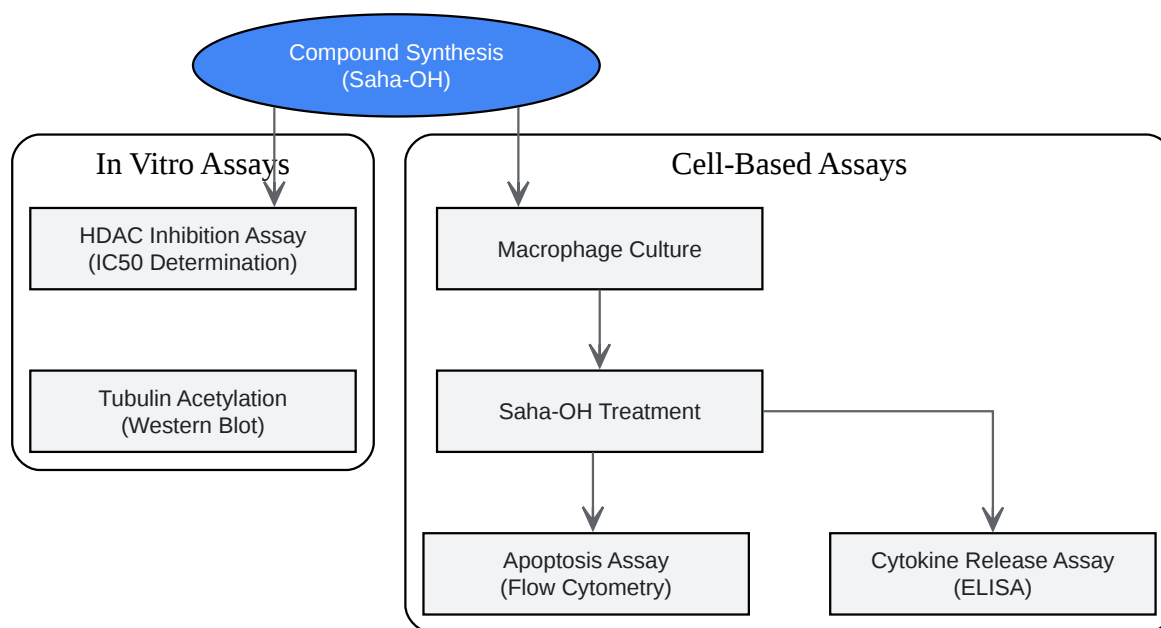 Compound Synthesis
(Saha-OH)
In Vitro Assays
HDAC Inhibition Assay
(IC50 Determination)
Tubulin Acetylation
(Western Blot)
Cell-Based Assays
Macrophage Culture
Saha-OH Treatment
Apoptosis Assay
(Flow Cytometry)
Cytokine Release Assay
(ELISA)